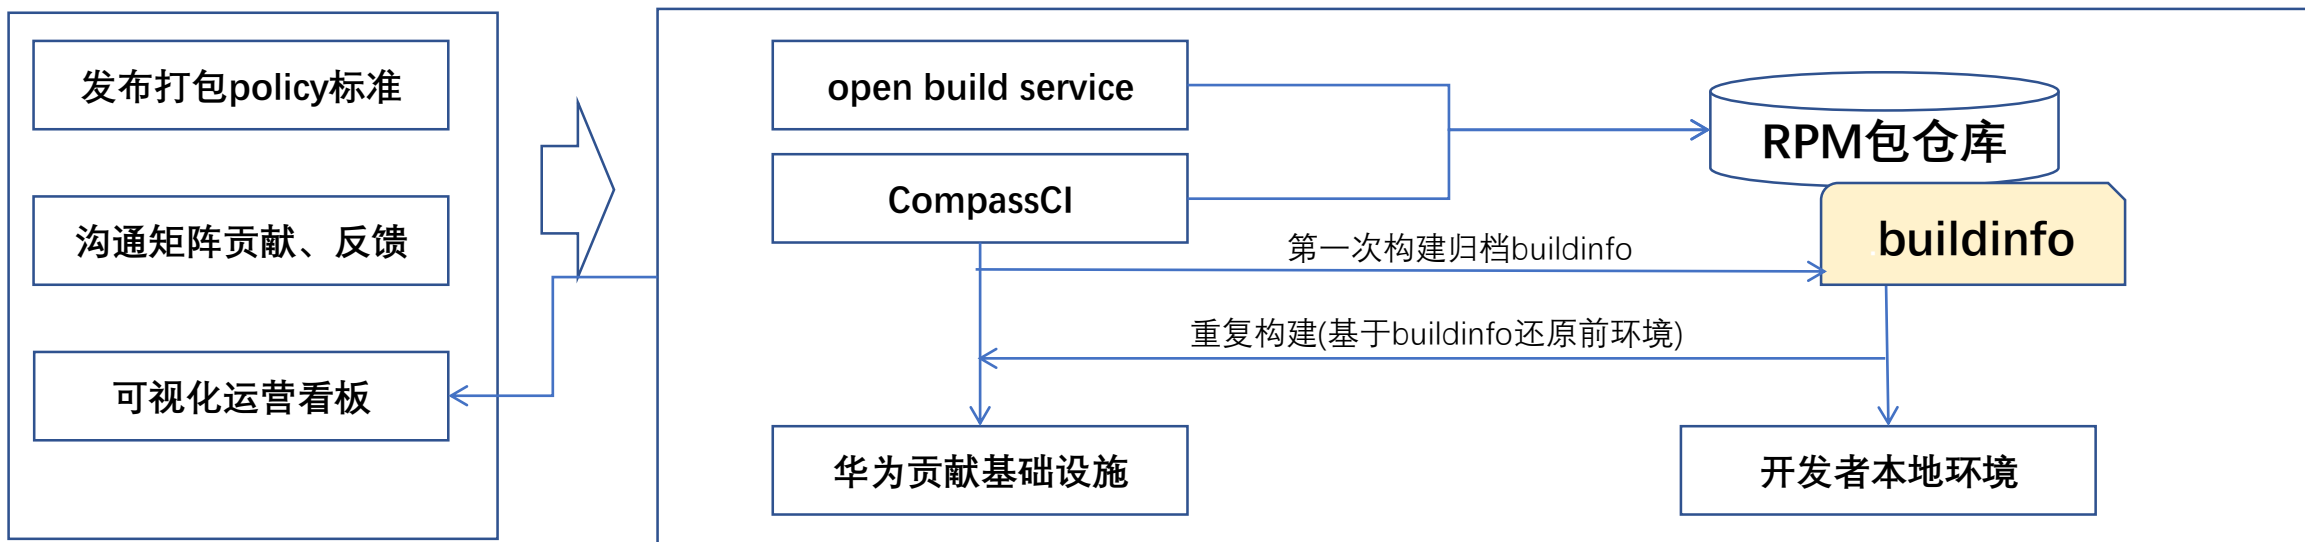 发布打包policy标准
沟通矩阵贡献、反馈
可视化运营看板
open build service
CompassCI
RPM包仓库
.buildinfo
第一次构建归档buildinfo
重复构建(基于buildinfo还原前环境)
华为贡献基础设施
开发者本地环境